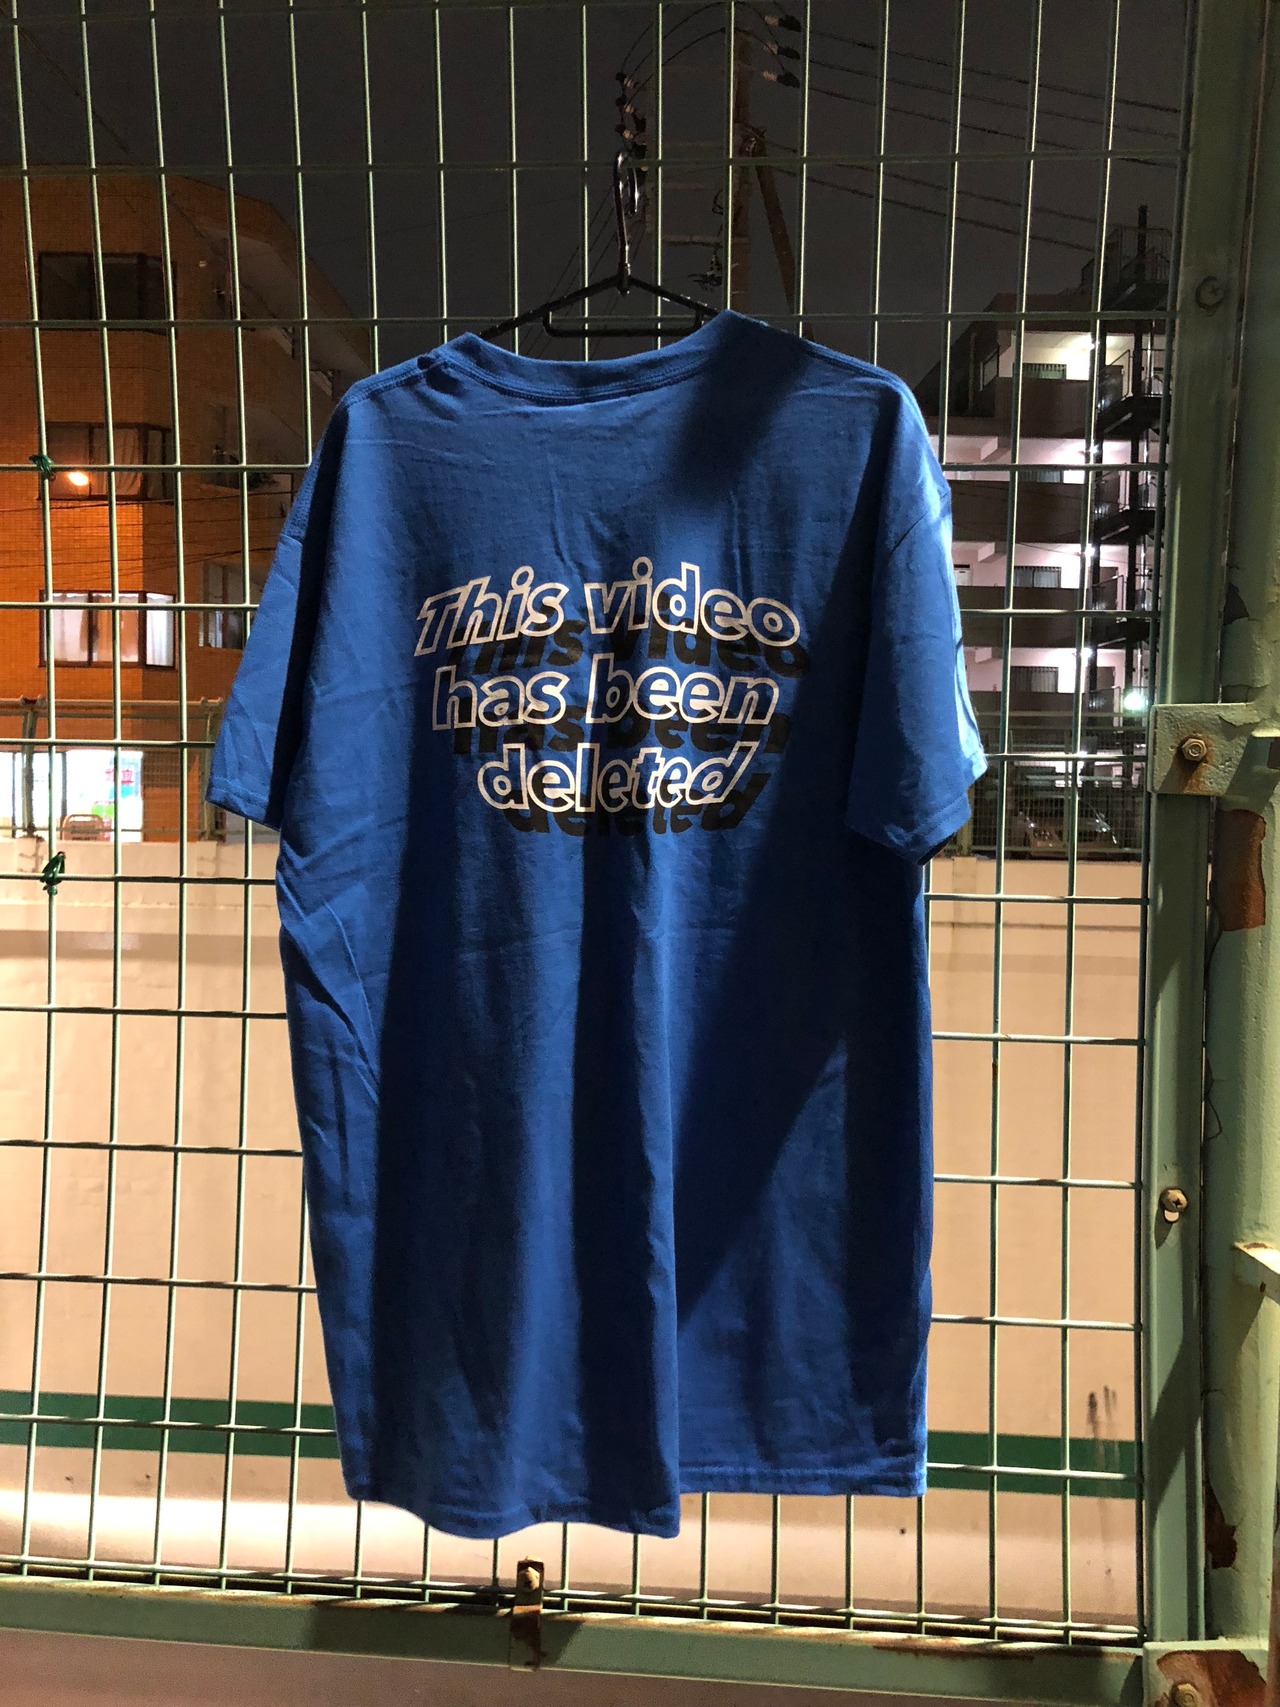 This video
has been
deleted